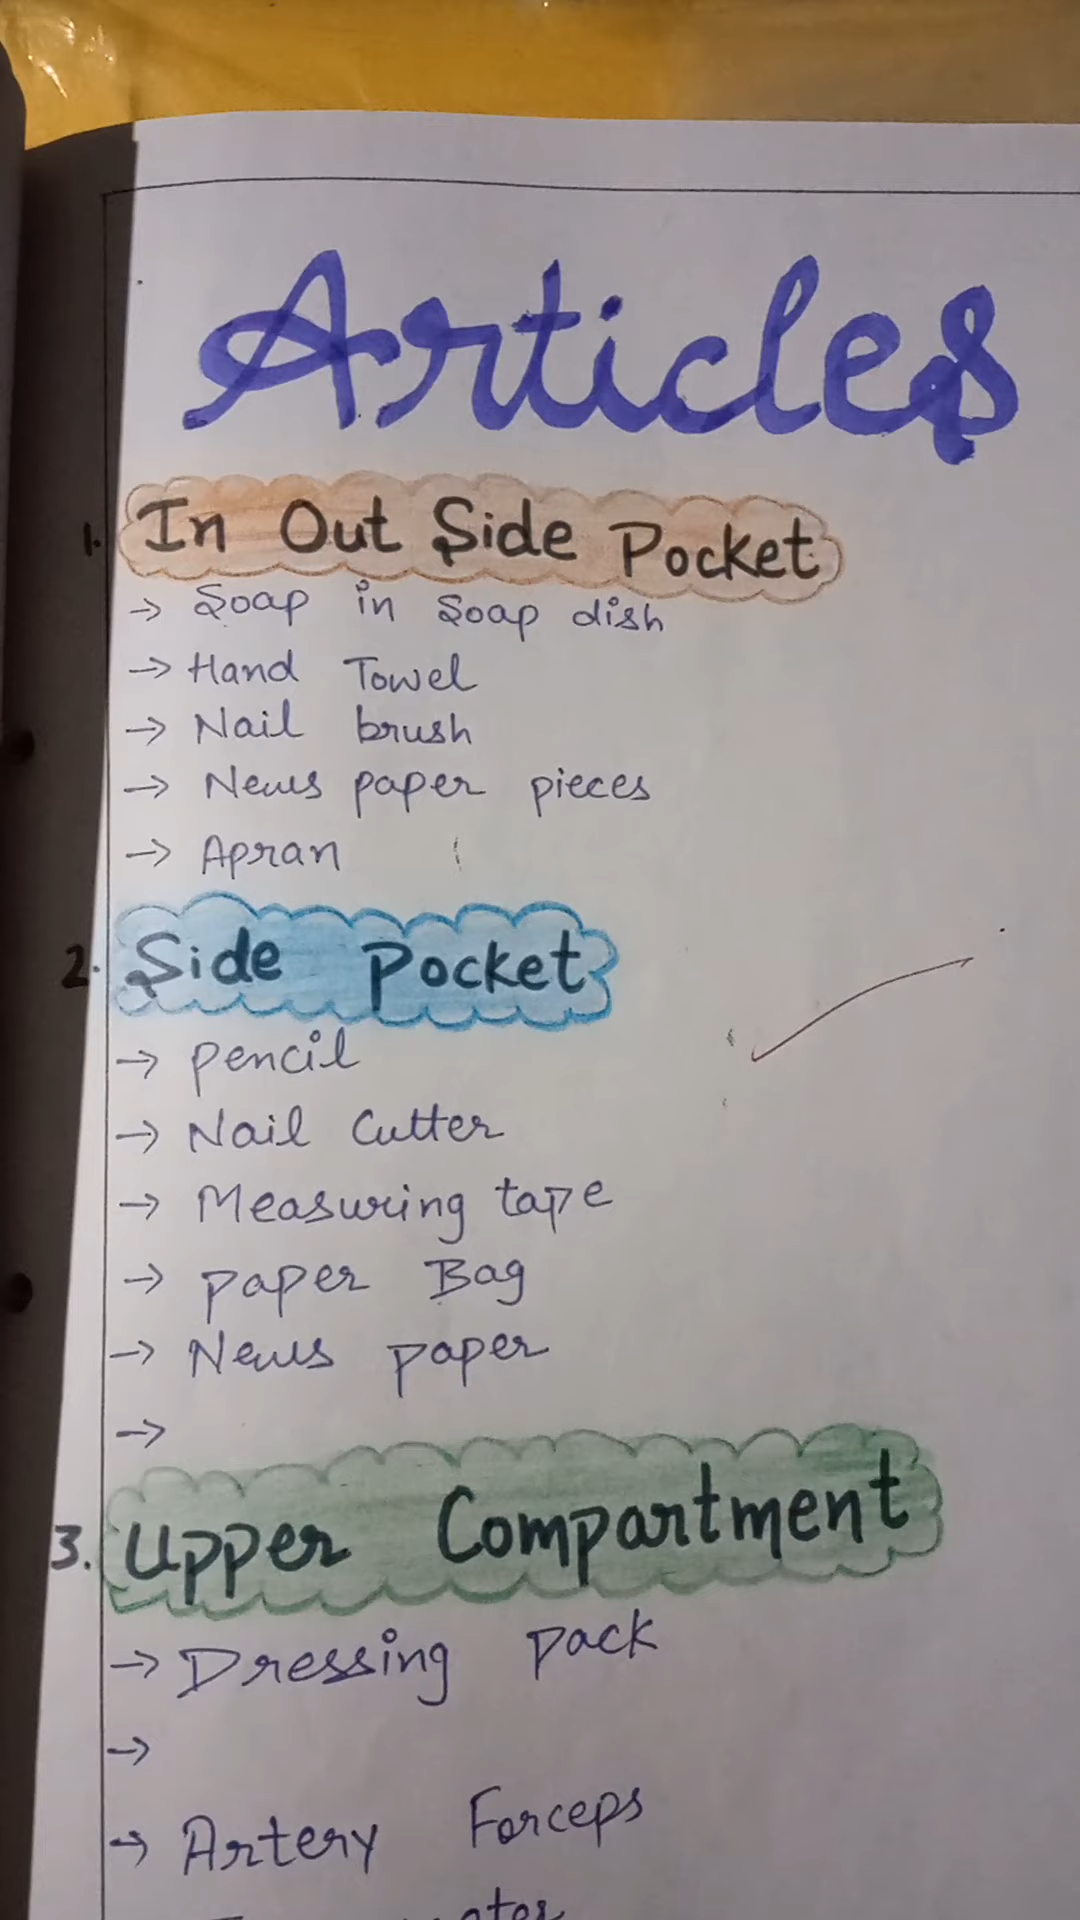 Articles
1. In Out Side Pocket
→ Soap in Soap dish
→ Hand Towel
→ Nail brush
→ News paper pieces
→ Apran
2. Side Pocket
→ pencil
→ Nail Cutter
→ Measuring tape
→ paper Bag
→ News paper
→
3. Upper Compartment
→ Dressing pack
→
→ Artery Forceps